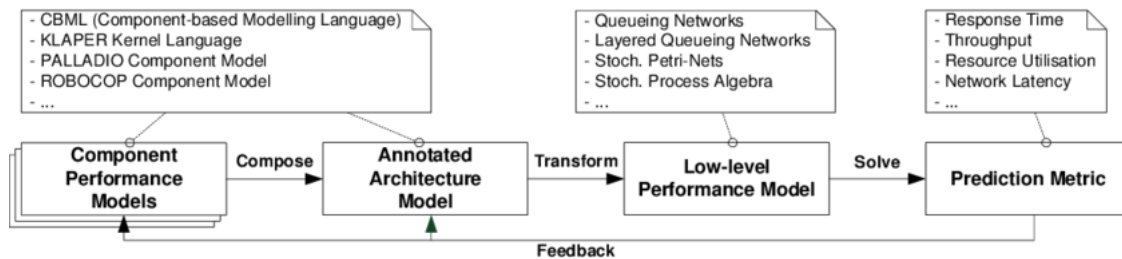 - CBML (Component-based Modelling Language)
- KLAPER Kernel Language
- PALLADIO Component Model
- ROBOCOP Component Model
- ...
- Queueing Networks
- Layered Queueing Networks
- Stoch. Petri-Nets
- Stoch. Process Algebra
- ...
- Response Time
- Throughput
- Resource Utilisation
- Network Latency
- ...
Component
Performance
Models
Compose
Annotated
Architecture
Model
Transform
Low-level
Performance Model
Solve
Prediction Metric
Feedback